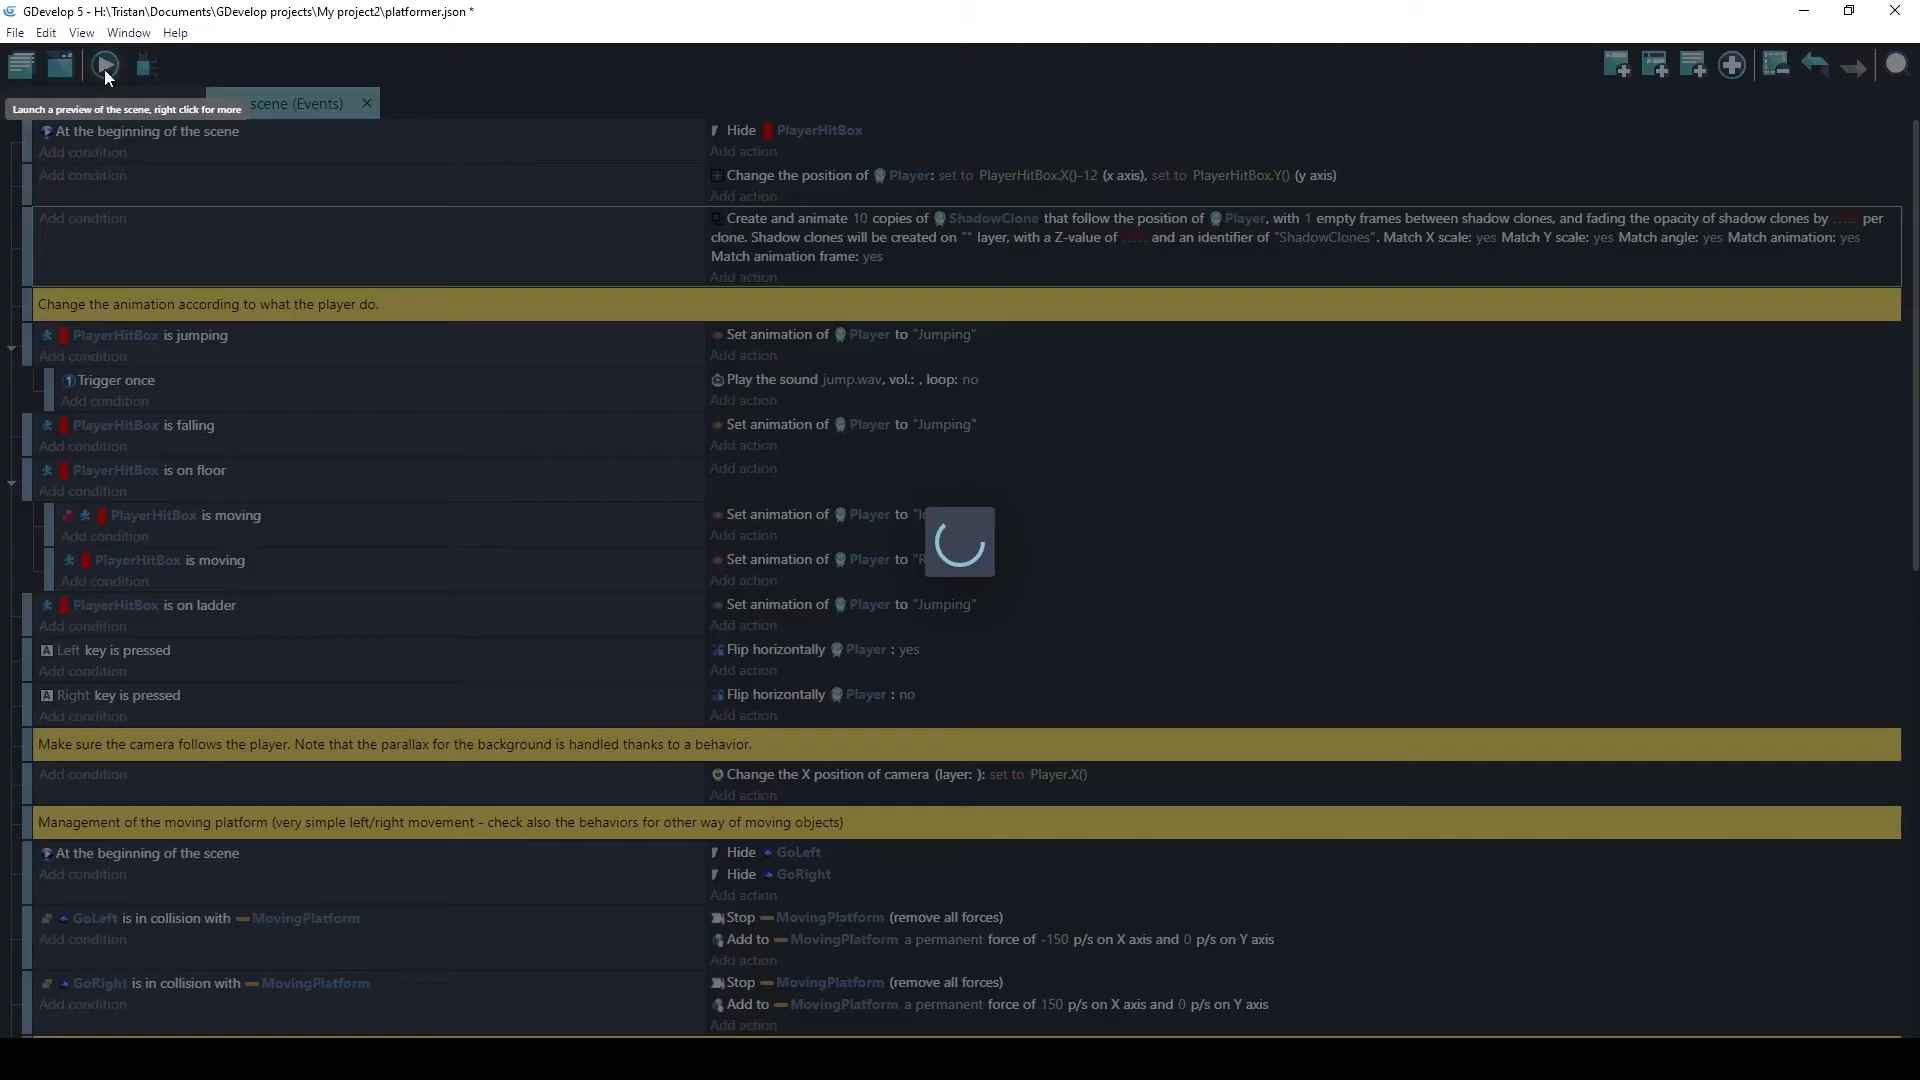 GDevelop 5 - H:\Tristan\Documents\GDevelop projects\My project2\platformer.json *
File Edit View Window Help
Launch a preview of the scene, right click for more
scene (Events)
At the beginning of the scene
Add condition
Hide PlayerHitBox
Add action
Add condition
Change the position of Player: set to PlayerHitBox.X()-12 (x axis), set to PlayerHitBox.Y() (y axis)
Add action
Add condition
Create and animate 10 copies of ShadowClone that follow the position of Player, with 1 empty frames between shadow clones, and fading the opacity of shadow clones by per
clone. Shadow clones will be created on "" layer, with a Z-value of and an identifier of "ShadowClones". Match X scale: yes Match Y scale: yes Match angle: yes Match animation: yes
Match animation frame: yes
Add action
Change the animation according to what the player do.
PlayerHitBox is jumping
Add condition
Set animation of Player to "Jumping"
Add action
Trigger once
Add condition
Play the sound jump.wav, vol.: , loop: no
Add action
PlayerHitBox is falling
Add condition
Set animation of Player to "Jumping"
Add action
PlayerHitBox is on floor
Add condition
Add action
PlayerHitBox is moving
Add condition
Set animation of Player to
Add action
PlayerHitBox is moving
Add condition
Set animation of Player to
Add action
PlayerHitBox is on ladder
Add condition
Set animation of Player to "Jumping"
Add action
Left key is pressed
Add condition
Flip horizontally Player : yes
Add action
Right key is pressed
Add condition
Flip horizontally Player : no
Add action
Make sure the camera follows the player. Note that the parallax for the background is handled thanks to a behavior.
Add condition
Change the X position of camera (layer: ): set to Player.X()
Add action
Management of the moving platform (very simple left/right movement - check also the behaviors for other way of moving objects)
At the beginning of the scene
Add condition
Hide GoLeft
Hide GoRight
Add action
GoLeft is in collision with MovingPlatform
Add condition
Stop MovingPlatform (remove all forces)
Add to MovingPlatform a permanent force of -150 p/s on X axis and 0 p/s on Y axis
Add action
GoRight is in collision with MovingPlatform
Add condition
Stop MovingPlatform (remove all forces)
Add to MovingPlatform a permanent force of 150 p/s on X axis and 0 p/s on Y axis
Add action